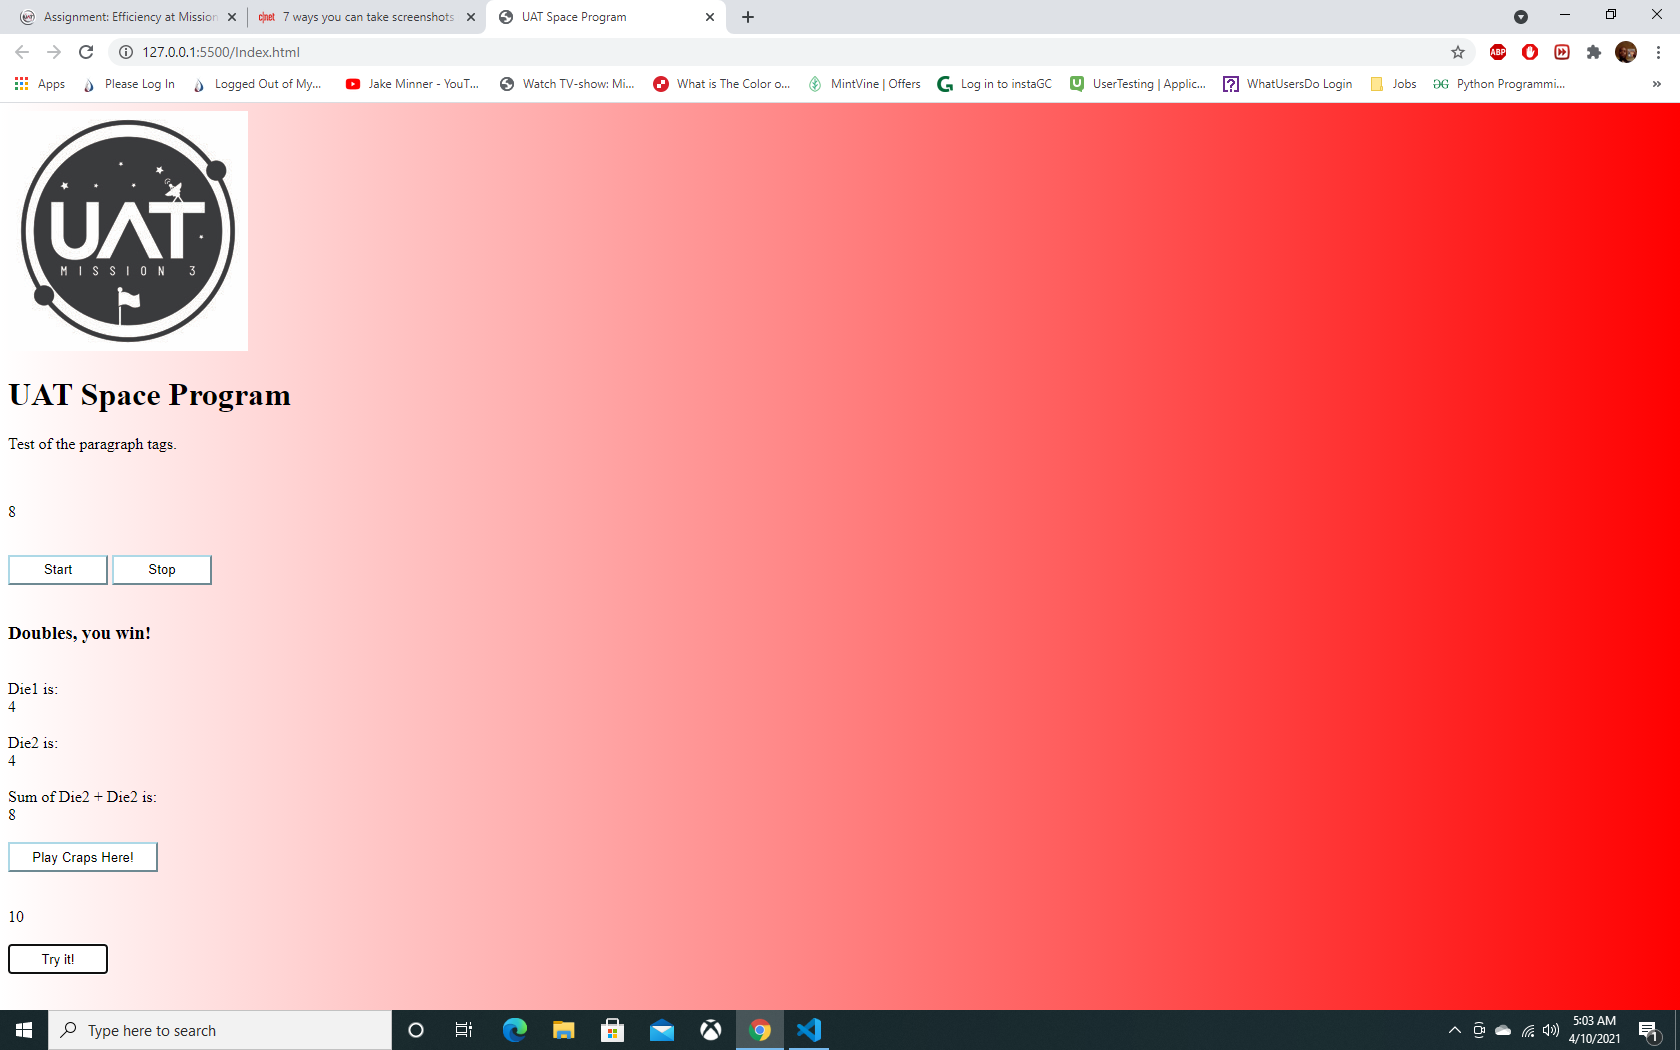 Assignment: Efficiency at Mission
c|net 7 ways you can take screenshots
UAT Space Program
127.0.0.1:5500/Index.html
ABP
Apps
Please Log In
Logged Out of My...
Jake Minner - YouT...
Watch TV-show: Mi...
What is The Color o...
MintVine | Offers
Log in to instaGC
UserTesting | Applic...
WhatUsersDo Login
Jobs
Python Programmi...
»
UAT
MISSION 3
UAT Space Program
Test of the paragraph tags.
8
Start
Stop
Doubles, you win!
Die1 is:
4
Die2 is:
4
Sum of Die2 + Die2 is:
8
Play Craps Here!
10
Try it!
Type here to search
5:03 AM
4/10/2021
1